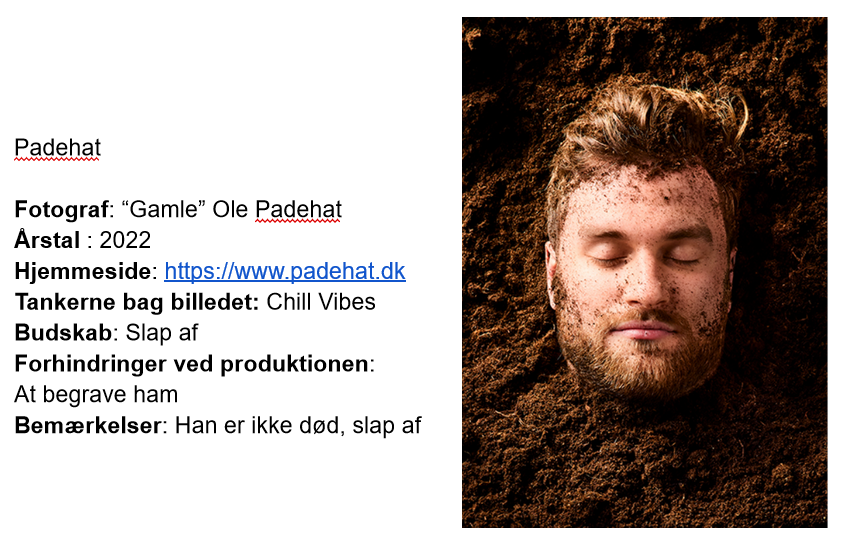 Padehat
Fotograf: “Gamle” Ole Padehat
Årstal : 2022
Hjemmeside: https://www.padehat.dk
Tankerne bag billedet: Chill Vibes
Budskab: Slap af
Forhindringer ved produktionen:
At begrave ham
Bemærkelser: Han er ikke død, slap af